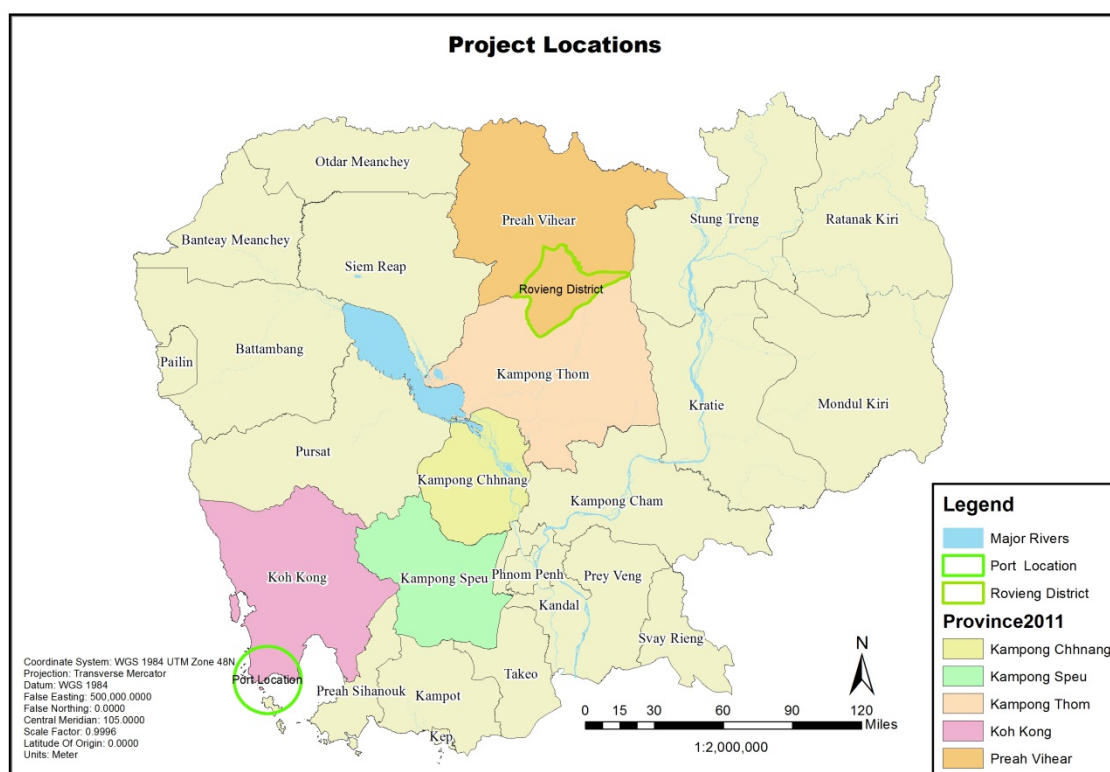 Project Locations
Otdar Meanchey
Preah Vihear
Stung Treng
Ratanak Kiri
Banteay Meanchey
Siem Reap
Rovieng District
Pailin
Battambang
Kampong Thom
Kratie
Mondul Kiri
Pursat
Kampong Chhnang
Kampong Cham
Koh Kong
Kampong Speu
Phnom Penh
Prey Veng
Kandal
Svay Rieng
Takeo
Port Location
Preah Sihanouk
Kampot
Kep
Coordinate System: WGS 1984 UTM Zone 48N
Projection: Transverse Mercator
Datum: WGS 1984
False Easting: 500,000.0000
False Northing: 0.0000
Central Meridian: 105.0000
Scale Factor: 0.9996
Latitude Of Origin: 0.0000
Units: Meter
N
0 15 30 60 90 120
Miles
1:2,000,000
Legend
Major Rivers
Port Location
Rovieng District
Province2011
Kampong Chhnang
Kampong Speu
Kampong Thom
Koh Kong
Preah Vihear